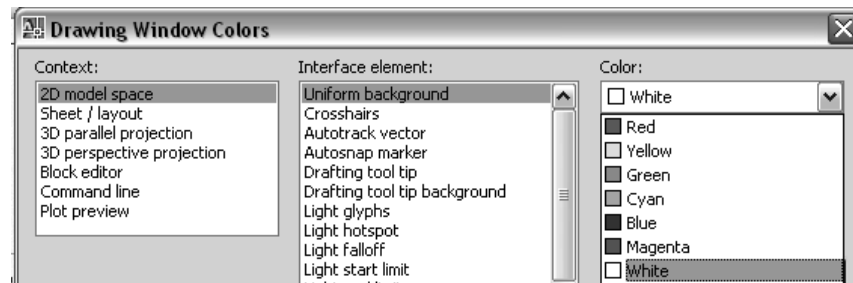 Drawing Window Colors
Context:
2D model space
Sheet / layout
3D parallel projection
3D perspective projection
Block editor
Command line
Plot preview
Interface element:
Uniform background
Crosshairs
Autotrack vector
Autosnap marker
Drafting tool tip
Drafting tool tip background
Light glyphs
Light hotspot
Light falloff
Light start limit
Color:
White
Red
Yellow
Green
Cyan
Blue
Magenta
White